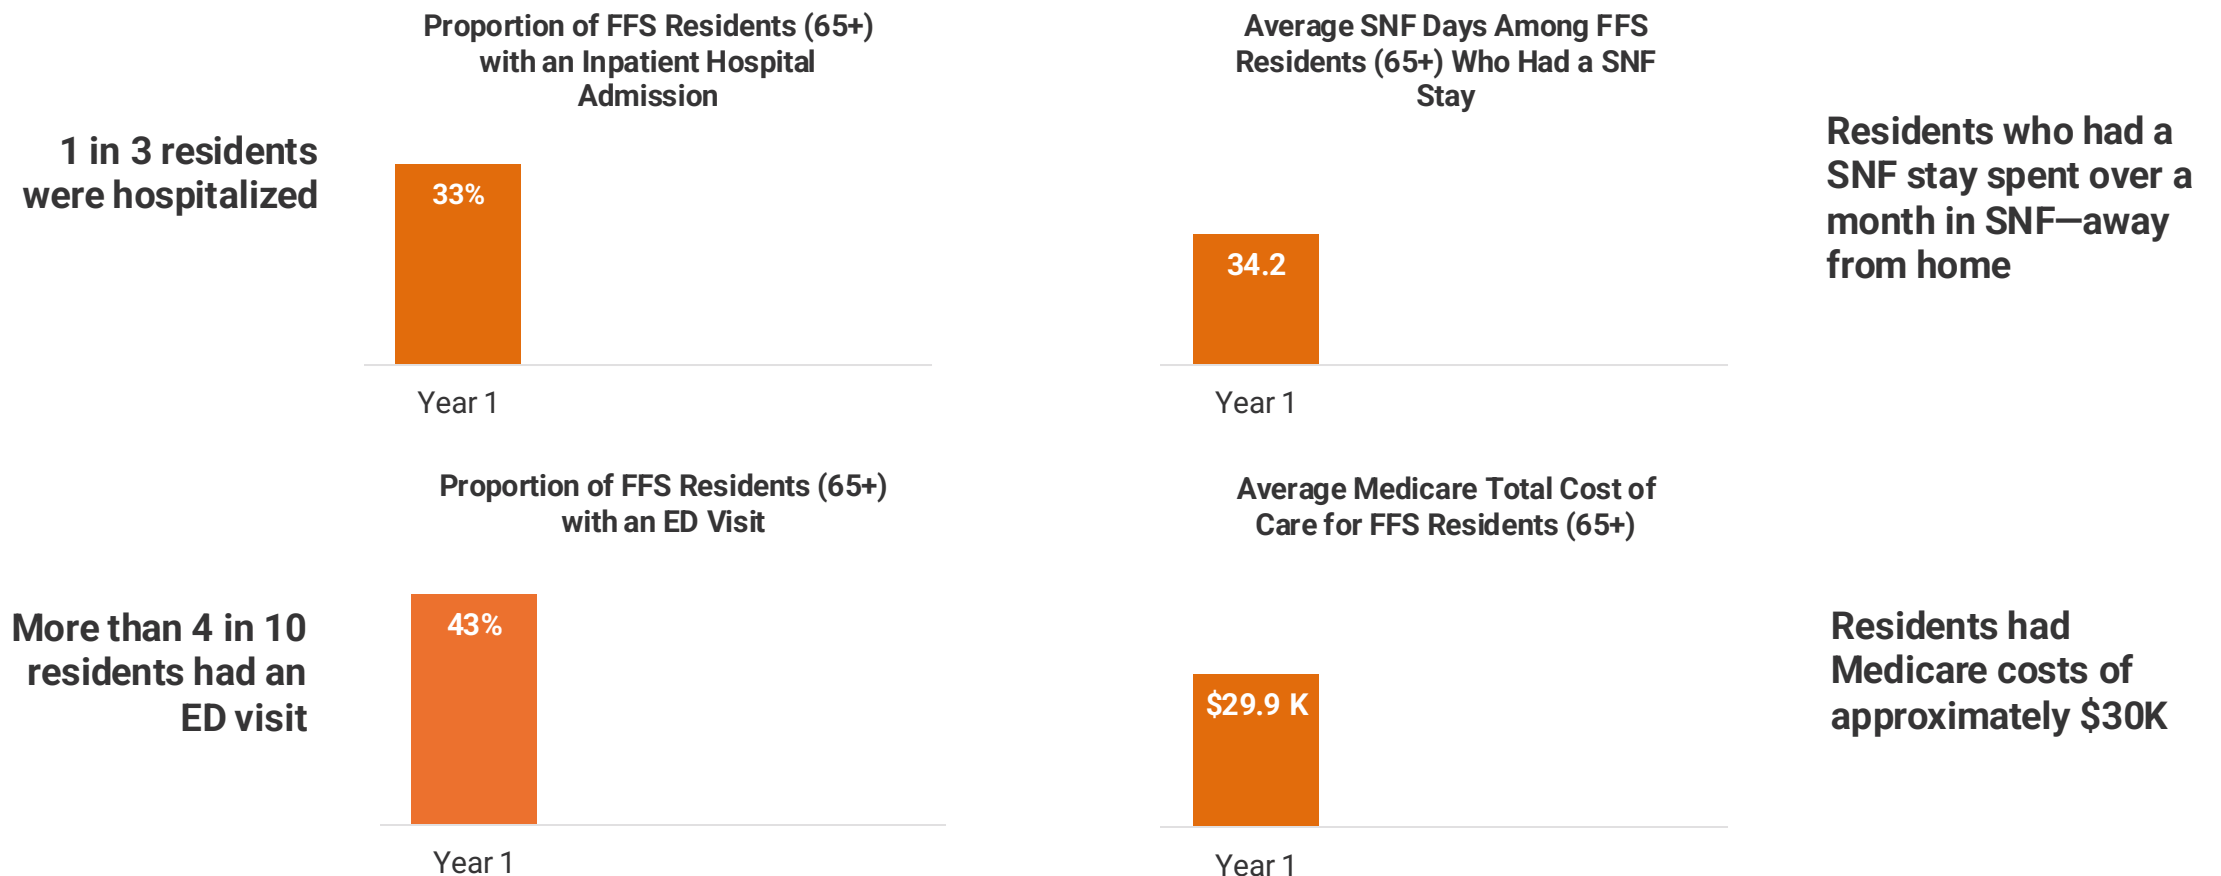 Proportion of FFS Residents (65+)
with an Inpatient Hospital
Admission
1 in 3 residents
were hospitalized
33%
Year 1
Average SNF Days Among FFS
Residents (65+) Who Had a SNF
Stay
34.2
Year 1
Residents who had a
SNF stay spent over a
month in SNF—away
from home
Proportion of FFS Residents (65+)
with an ED Visit
More than 4 in 10
residents had an
ED visit
43%
Year 1
Average Medicare Total Cost of
Care for FFS Residents (65+)
$29.9 K
Year 1
Residents had
Medicare costs of
approximately $30K